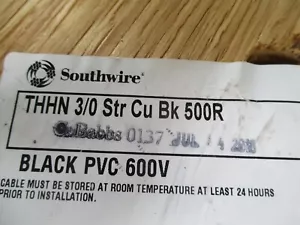 Southwire®
THHN 3/0 Str Cu Bk 500R
0137 JUL 14
BLACK PVC 600V
CABLE MUST BE STORED AT ROOM TEMPERATURE AT LEAST 24 HOURS
PRIOR TO INSTALLATION.